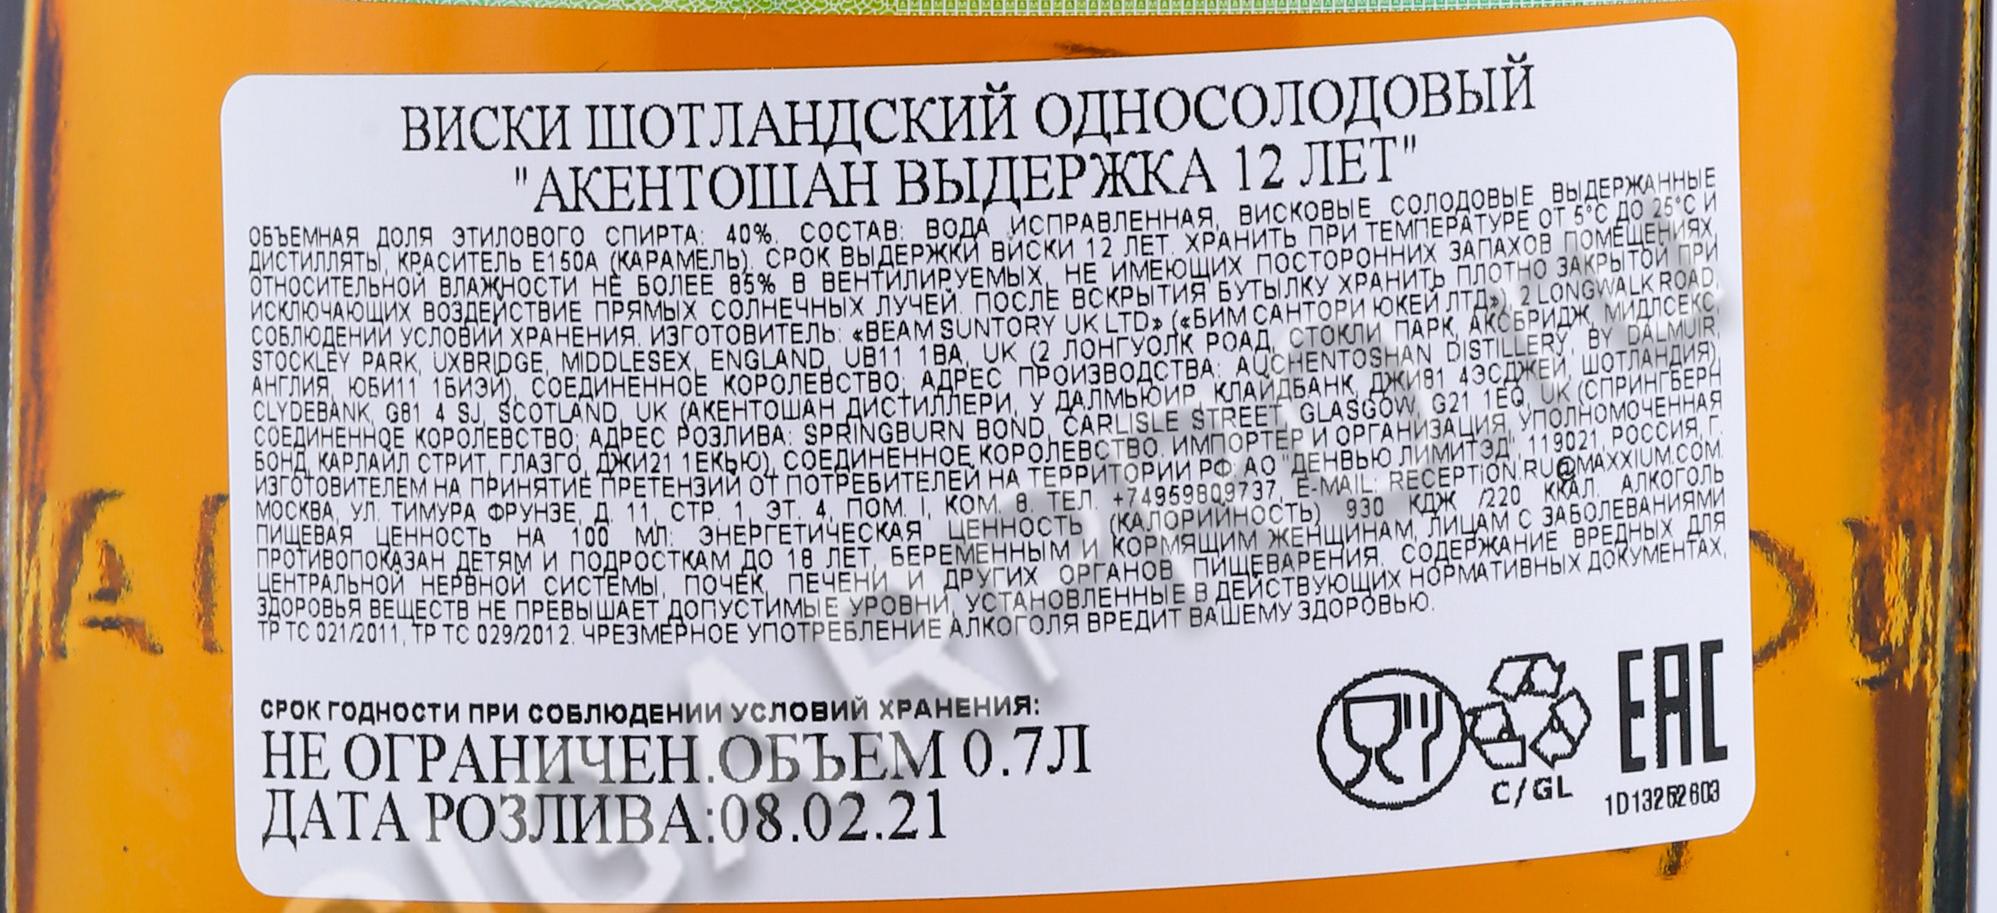 ВИСКИ ШОТЛАНДСКИЙ ОДНОСОЛОДОВЫЙ
"АКЕНТОШАН ВЫДЕРЖКА 12 ЛЕТ"
ОБЪЕМНАЯ ДОЛЯ ЭТИЛОВОГО СПИРТА: 40%. СОСТАВ: ВОДА ИСПРАВЛЕННАЯ, ВИСКОВЫЕ СОЛОДОВЫЕ ВЫДЕРЖАННЫЕ
ДИСТИЛЛЯТЫ, КРАСИТЕЛЬ Е150А (КАРАМЕЛЬ). СРОК ВЫДЕРЖКИ ВИСКИ 12 ЛЕТ. ХРАНИТЬ ПРИ ТЕМПЕРАТУРЕ ОТ 5°С ДО 25°С И
ОТНОСИТЕЛЬНОЙ ВЛАЖНОСТИ НЕ БОЛЕЕ 85% В ВЕНТИЛИРУЕМЫХ, НЕ ИМЕЮЩИХ ПОСТОРОННИХ ЗАПАХОВ ПОМЕЩЕНИЯХ,
ИСКЛЮЧАЮЩИХ ВОЗДЕЙСТВИЕ ПРЯМЫХ СОЛНЕЧНЫХ ЛУЧЕЙ. ПОСЛЕ ВСКРЫТИЯ БУТЫЛКУ ХРАНИТЬ ПЛОТНО ЗАКРЫТОЙ ПРИ
СОБЛЮДЕНИИ УСЛОВИЙ ХРАНЕНИЯ. ИЗГОТОВИТЕЛЬ: «BEAM SUNTORY UK LTD» («БИМ САНТОРИ ЮКЕЙ ЛТД»), 2 LONGWALK ROAD,
STOCKLEY PARK, UXBRIDGE, MIDDLESEX, ENGLAND, UB11 1BA, UK (2 ЛОНГУОЛК РОАД, СТОКЛИ ПАРК, АКСБРИДЖ, МИДЛСЕКС,
АНГЛИЯ, ЮБИ11 1БИЭЙ), СОЕДИНЕННОЕ КОРОЛЕВСТВО; АДРЕС ПРОИЗВОДСТВА: AUCHENTOSHAN DISTILLERY, BY DALMUIR,
CLYDEBANK, G81 4 SJ, SCOTLAND, UK (АКЕНТОШАН ДИСТИЛЛЕРИ, У ДАЛМЬЮИР, КЛАЙДБАНК, ДЖИ81 4ЭСДЖЕЙ, ШОТЛАНДИЯ),
СОЕДИНЕННОЕ КОРОЛЕВСТВО; АДРЕС РОЗЛИВА: SPRINGBURN BOND, CARLISLE STREET, GLASGOW, G21 1EQ, UK (СПРИНГБЕРН
БОНД, КАРЛАЙЛ СТРИТ, ГЛАЗГО, ДЖИ21 1ЕКЬЮ), СОЕДИНЕННОЕ КОРОЛЕВСТВО. ИМПОРТЕР И ОРГАНИЗАЦИЯ, УПОЛНОМОЧЕННАЯ
ИЗГОТОВИТЕЛЕМ НА ПРИНЯТИЕ ПРЕТЕНЗИЙ ОТ ПОТРЕБИТЕЛЕЙ НА ТЕРРИТОРИИ РФ: АО "ДЕНВЬЮ ЛИМИТЭД", 119021, РОССИЯ, Г.
МОСКВА, УЛ. ТИМУРА ФРУНЗЕ, Д. 11, СТР. 1, ЭТ. 4, ПОМ. I, КОМ. 8. ТЕЛ. +74959809737, E-MAIL: RECEPTION.RU@MAXXIUM.COM.
ПИЩЕВАЯ ЦЕННОСТЬ НА 100 МЛ: ЭНЕРГЕТИЧЕСКАЯ ЦЕННОСТЬ (КАЛОРИЙНОСТЬ) 930 КДЖ /220 ККАЛ. АЛКОГОЛЬ
ПРОТИВОПОКАЗАН ДЕТЯМ И ПОДРОСТКАМ ДО 18 ЛЕТ, БЕРЕМЕННЫМ И КОРМЯЩИМ ЖЕНЩИНАМ, ЛИЦАМ С ЗАБОЛЕВАНИЯМИ
ЦЕНТРАЛЬНОЙ НЕРВНОЙ СИСТЕМЫ, ПОЧЕК, ПЕЧЕНИ И ДРУГИХ ОРГАНОВ ПИЩЕВАРЕНИЯ. СОДЕРЖАНИЕ ВРЕДНЫХ ДЛЯ
ЗДОРОВЬЯ ВЕЩЕСТВ НЕ ПРЕВЫШАЕТ ДОПУСТИМЫЕ УРОВНИ, УСТАНОВЛЕННЫЕ В ДЕЙСТВУЮЩИХ НОРМАТИВНЫХ ДОКУМЕНТАХ,
ТР ТС 021/2011, ТР ТС 029/2012. ЧРЕЗМЕРНОЕ УПОТРЕБЛЕНИЕ АЛКОГОЛЯ ВРЕДИТ ВАШЕМУ ЗДОРОВЬЮ.
СРОК ГОДНОСТИ ПРИ СОБЛЮДЕНИИ УСЛОВИЙ ХРАНЕНИЯ:
НЕ ОГРАНИЧЕН.ОБЪЕМ 0.7Л
ДАТА РОЗЛИВА:08.02.21
C/GL
EAC
1D13262603
CIGARPRO.RU